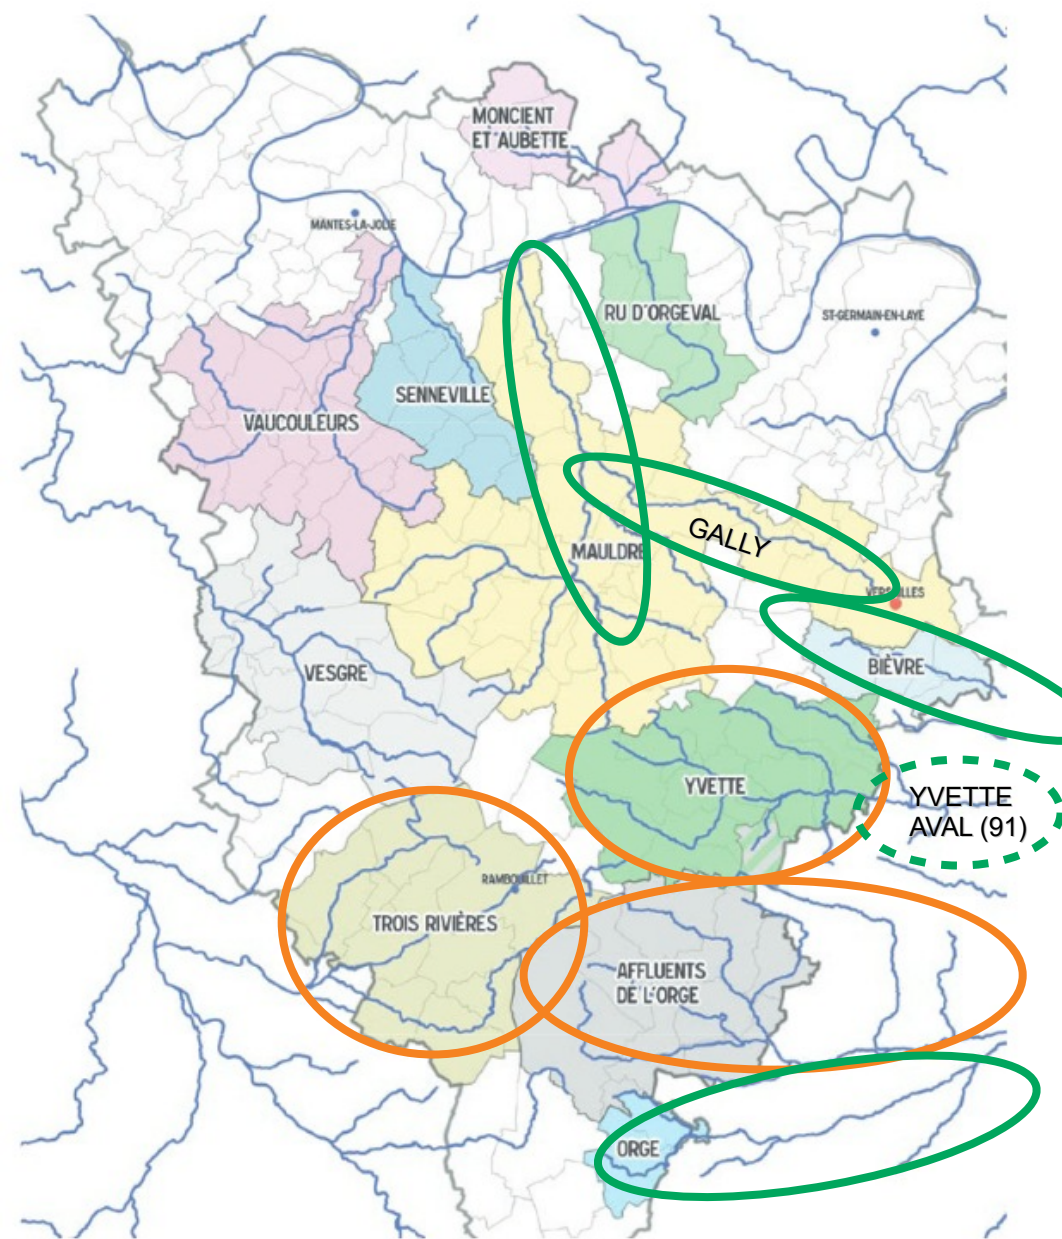 MONCIENT
ET AUBETTE
MANTES-LA-JOLIE
RU D'ORGEVAL
ST-GERMAIN-EN-LAYE
SENNEVILLE
VAUCOULEURS
GALLY
MAULDRE
VERSAILLES
BIÈVRE
VESGRE
YVETTE
YVETTE
AVAL (91)
RAMBOUILLET
TROIS RIVIÈRES
AFFLUENTS
DE L'ORGE
ORGE